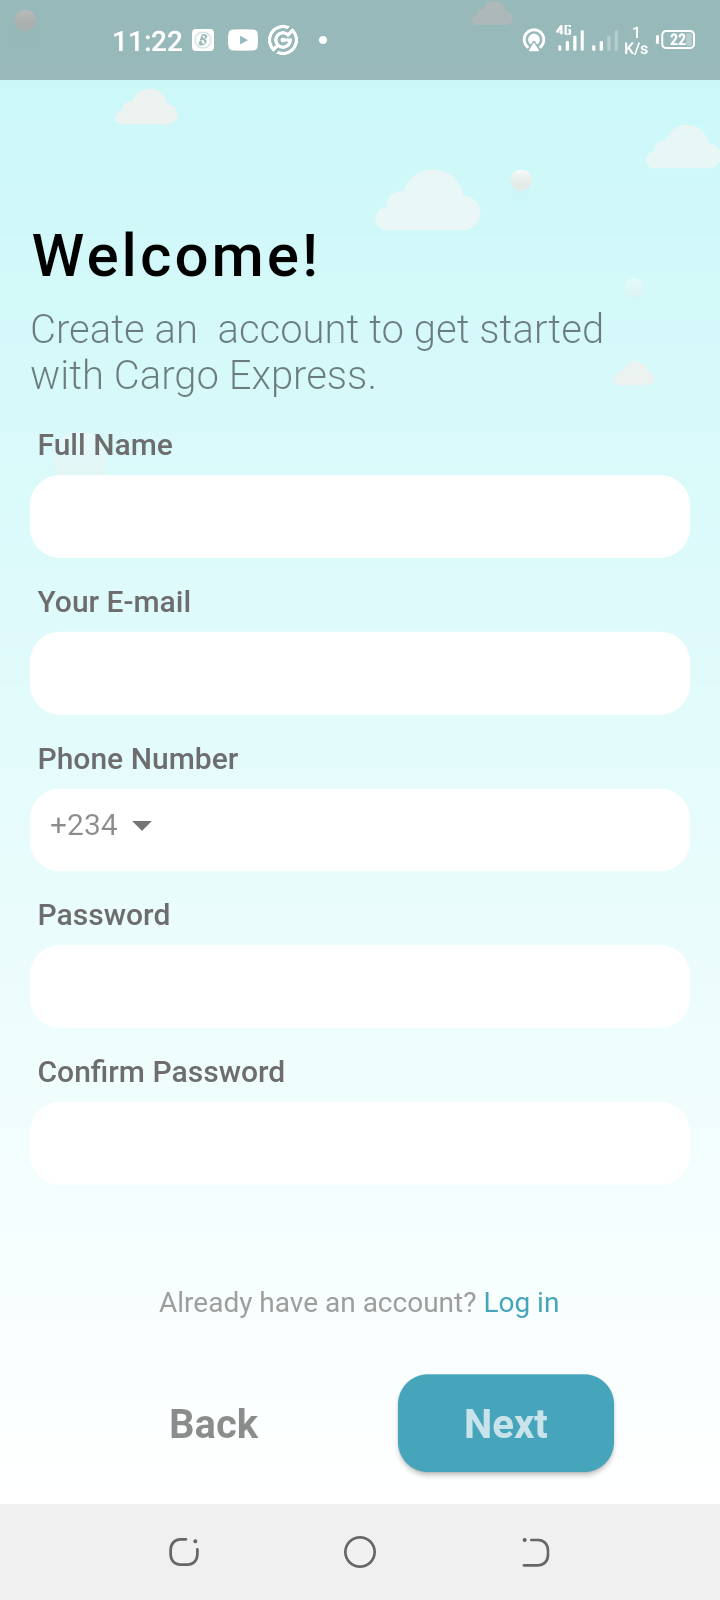 11:22
4G
1
K/s
22
Welcome!
Create an  account to get started
with Cargo Express.
Full Name
Your E-mail
Phone Number
+234
Password
Confirm Password
Already have an account? Log in
Back
Next